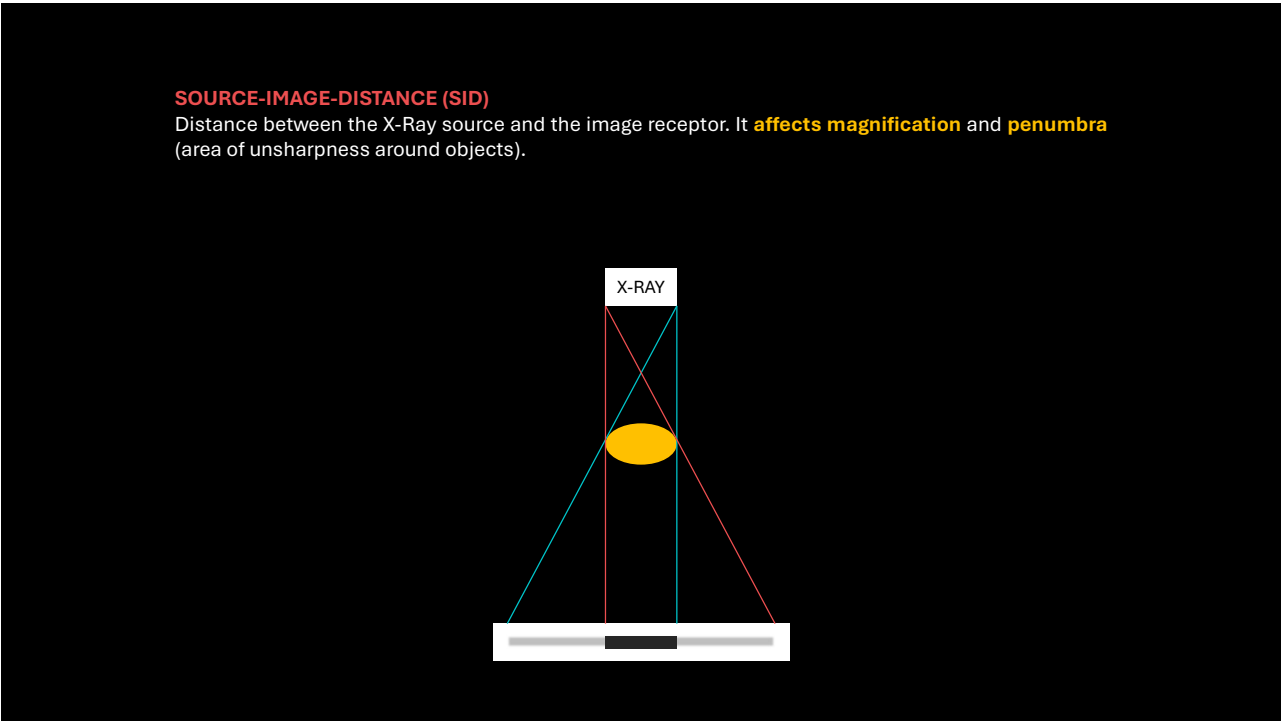 SOURCE-IMAGE-DISTANCE (SID)
Distance between the X-Ray source and the image receptor. It affects magnification and penumbra
(area of unsharpness around objects).
X-RAY